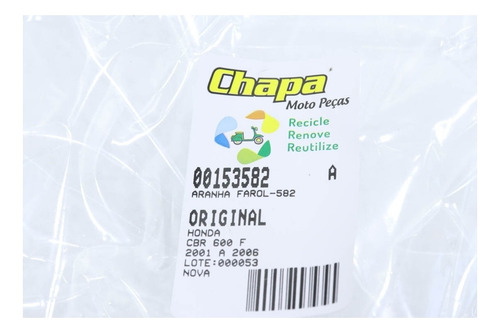 Chapa
Moto Peças
Recicle
Renove
Reutilize
00153582 A
ARANHA FAROL-582
ORIGINAL
HONDA
CBR 600 F
2001 A 2006
LOTE:000053
NOVA